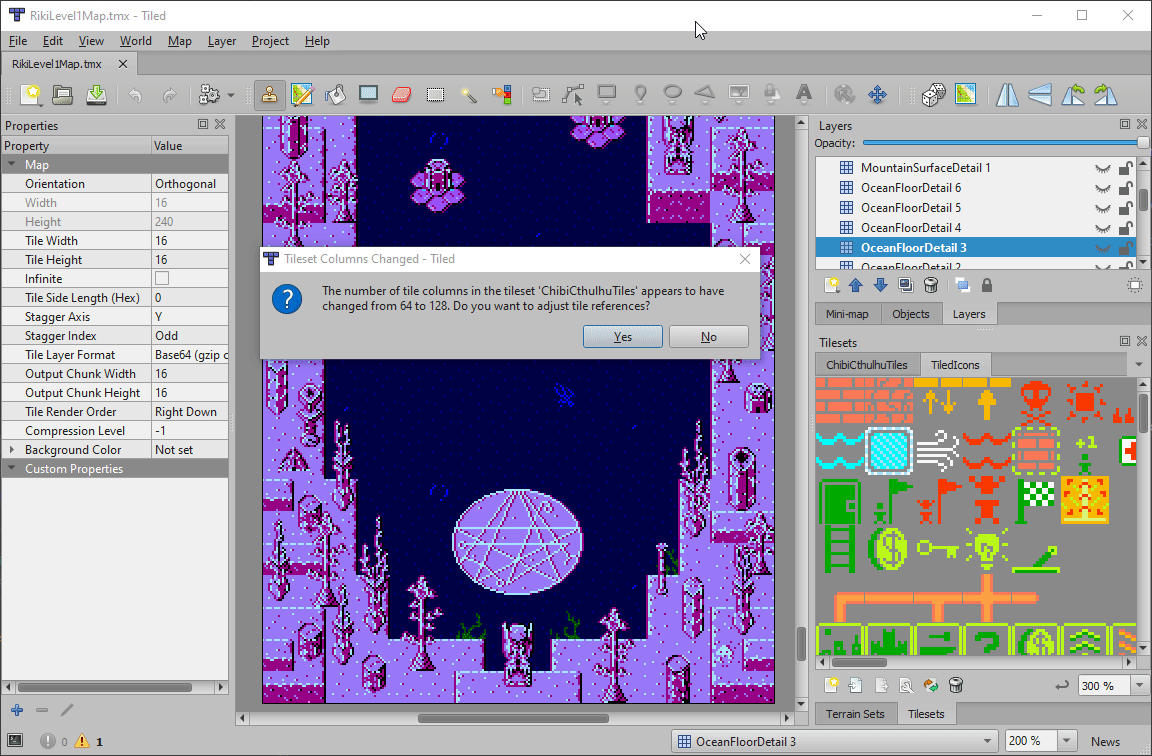 RikiLevel1Map.tmx - Tiled
File Edit View World Map Layer Project Help
RikiLevel1Map.tmx
Properties
Property Value
Map
Orientation Orthogonal
Width 16
Height 240
Tile Width 16
Tile Height 16
Infinite
Tile Side Length (Hex) 0
Stagger Axis Y
Stagger Index Odd
Tile Layer Format Base64 (gzip c
Output Chunk Width 16
Output Chunk Height 16
Tile Render Order Right Down
Compression Level -1
Background Color Not set
Custom Properties
0 1
Tileset Columns Changed - Tiled
The number of tile columns in the tileset 'ChibiCthulhuTiles' appears to have
changed from 64 to 128. Do you want to adjust tile references?
Yes No
Layers
Opacity:
MountainSurfaceDetail 1
OceanFloorDetail 6
OceanFloorDetail 5
OceanFloorDetail 4
OceanFloorDetail 3
OceanFloorDetail 2
Mini-map Objects Layers
Tilesets
ChibiCthulhuTiles TiledIcons
+1
300 %
Terrain Sets Tilesets
OceanFloorDetail 3 200 % News